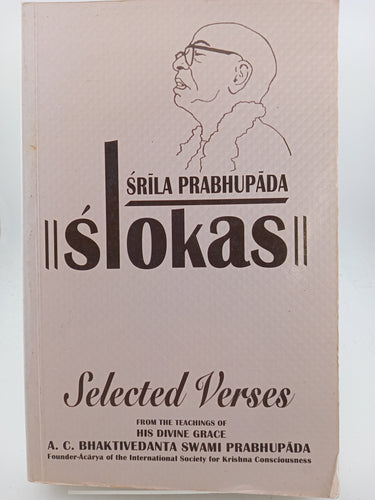 ŚRĪLA PRABHUPĀDA
||ślokas||
Selected Verses
FROM THE TEACHINGS OF
HIS DIVINE GRACE
A. C. BHAKTIVEDANTA SWAMI PRABHUPĀDA
Founder-Ācārya of the International Society for Krishna Consciousness